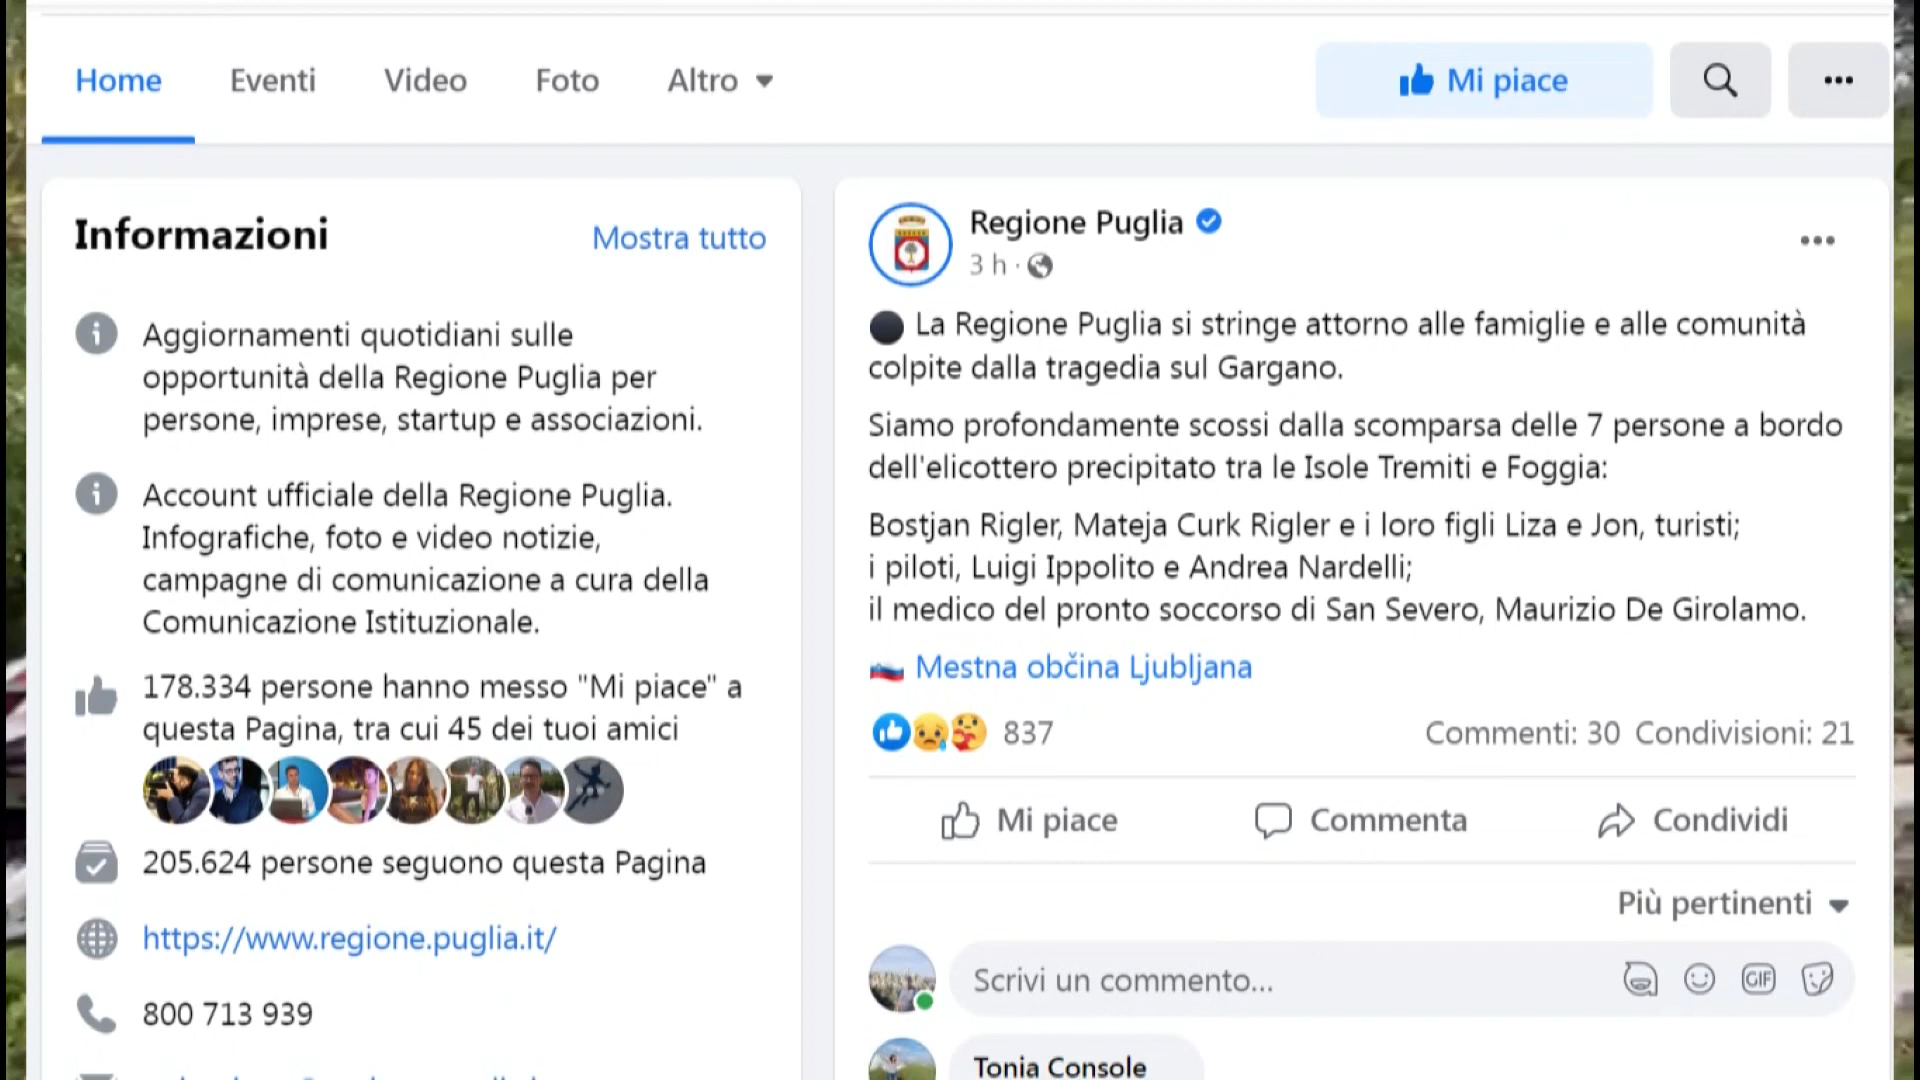 Home
Eventi
Video
Foto
Altro
Mi piace
Informazioni
Mostra tutto
Aggiornamenti quotidiani sulle
opportunità della Regione Puglia per
persone, imprese, startup e associazioni.
Account ufficiale della Regione Puglia.
Infografiche, foto e video notizie,
campagne di comunicazione a cura della
Comunicazione Istituzionale.
178.334 persone hanno messo "Mi piace" a
questa Pagina, tra cui 45 dei tuoi amici
205.624 persone seguono questa Pagina
https://www.regione.puglia.it/
800 713 939
Regione Puglia
3 h ·
La Regione Puglia si stringe attorno alle famiglie e alle comunità
colpite dalla tragedia sul Gargano.
Siamo profondamente scossi dalla scomparsa delle 7 persone a bordo
dell'elicottero precipitato tra le Isole Tremiti e Foggia:
Bostjan Rigler, Mateja Curk Rigler e i loro figli Liza e Jon, turisti;
i piloti, Luigi Ippolito e Andrea Nardelli;
il medico del pronto soccorso di San Severo, Maurizio De Girolamo.
Mestna občina Ljubljana
837
Commenti: 30 Condivisioni: 21
Mi piace
Commenta
Condividi
Più pertinenti
Scrivi un commento...
GIF
Tonia Console